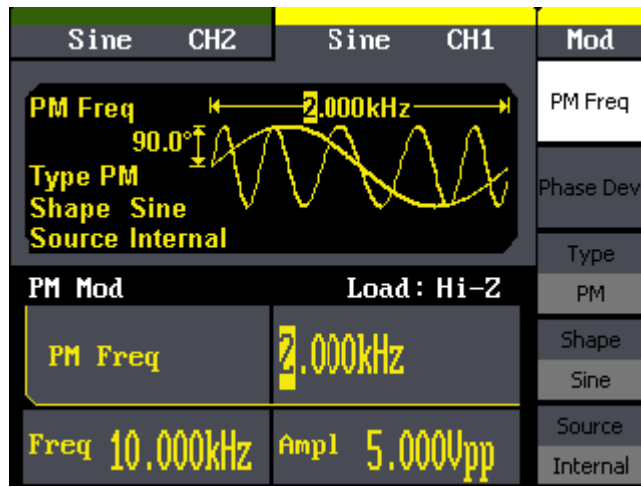 Sine CH2 Sine CH1 Mod
PM Freq 2.000kHz
90.0°
Type PM
Shape Sine
Source Internal
PM Mod Load: Hi-Z
PM Freq 2.000kHz
Freq 10.000kHz Ampl 5.000Vpp
PM Freq
Phase Dev
Type
PM
Shape
Sine
Source
Internal